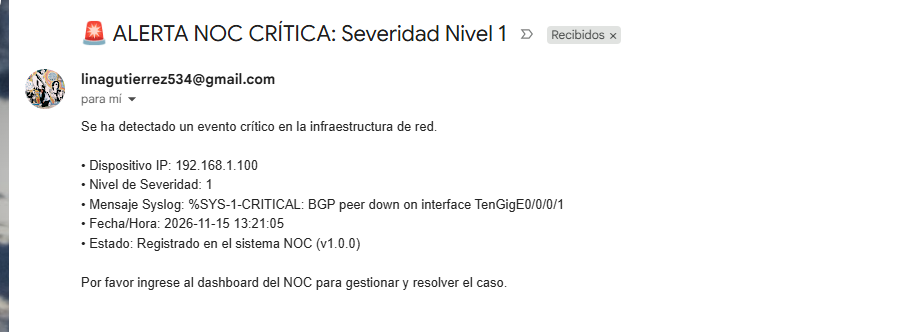 🚨 ALERTA NOC CRÍTICA: Severidad Nivel 1 Recibidos ×
linagutierrez534@gmail.com
para mí
Se ha detectado un evento crítico en la infraestructura de red.
• Dispositivo IP: 192.168.1.100
• Nivel de Severidad: 1
• Mensaje Syslog: %SYS-1-CRITICAL: BGP peer down on interface TenGigE0/0/0/1
• Fecha/Hora: 2026-11-15 13:21:05
• Estado: Registrado en el sistema NOC (v1.0.0)
Por favor ingrese al dashboard del NOC para gestionar y resolver el caso.